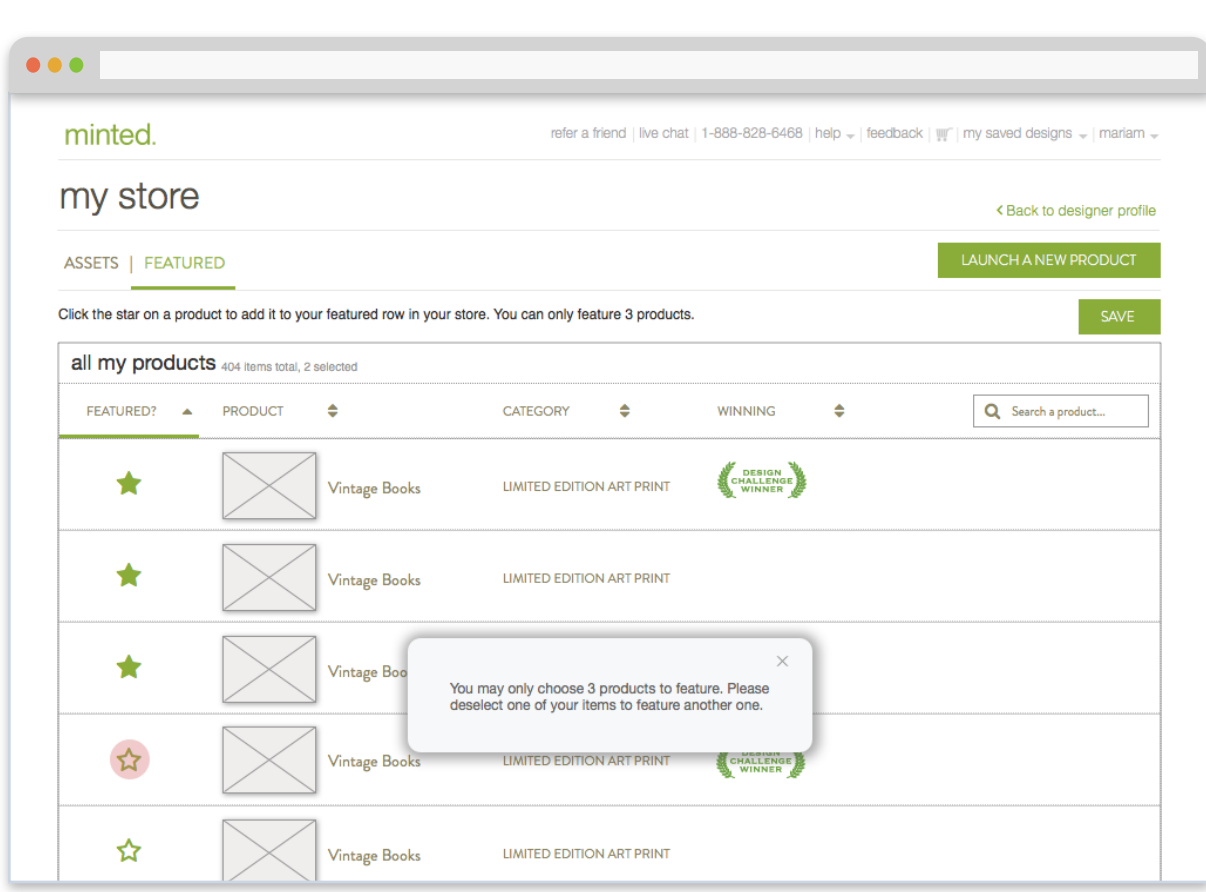 minted.
refer a friend | live chat | 1-888-828-6468 | help | feedback | my saved designs | mariam
my store
Back to designer profile
ASSETS | FEATURED
LAUNCH A NEW PRODUCT
Click the star on a product to add it to your featured row in your store. You can only feature 3 products.
SAVE
all my products 404 items total, 2 selected
FEATURED? PRODUCT CATEGORY WINNING Search a product...
Vintage Books LIMITED EDITION ART PRINT
DESIGN
CHALLENGE
WINNER
Vintage Books LIMITED EDITION ART PRINT
Vintage Boo
You may only choose 3 products to feature. Please
deselect one of your items to feature another one.
Vintage Books LIMITED EDITION ART PRINT
DESIGN
CHALLENGE
WINNER
Vintage Books LIMITED EDITION ART PRINT